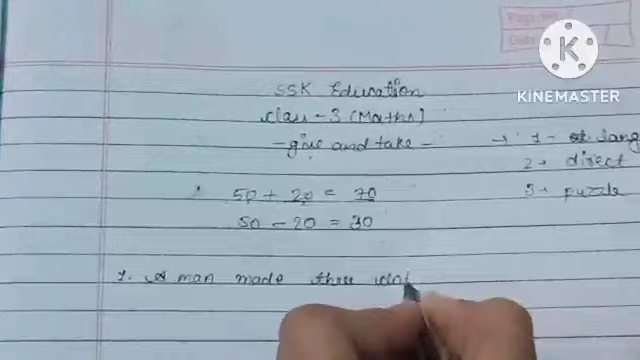 KINEMASTER
SSK Education
class - 3 (Maths)
- give and take -
→ 1 - lang
2. direct
3. puzzle
50 + 20 = 70
50 - 20 = 30
1. A man made three